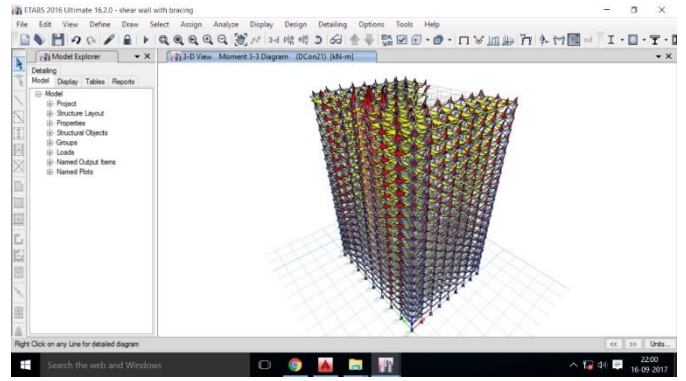 ETABS 2016 Ultimate 16.2.0 - shear wall with bracing
File Edit View Define Draw Select Assign Analyze Display Design Detailing Options Tools Help
3-d
Model Explorer
3-D View Moment 3-3 Diagram (DCon21) [kN-m]
Detailing
Model Display Tables Reports
Model
Project
Structure Layout
Properties
Structural Objects
Groups
Loads
Named Output Items
Named Plots
Right Click on any Line for detailed diagram
<< >> Units...
Search the web and Windows
22:00
16-09-2017